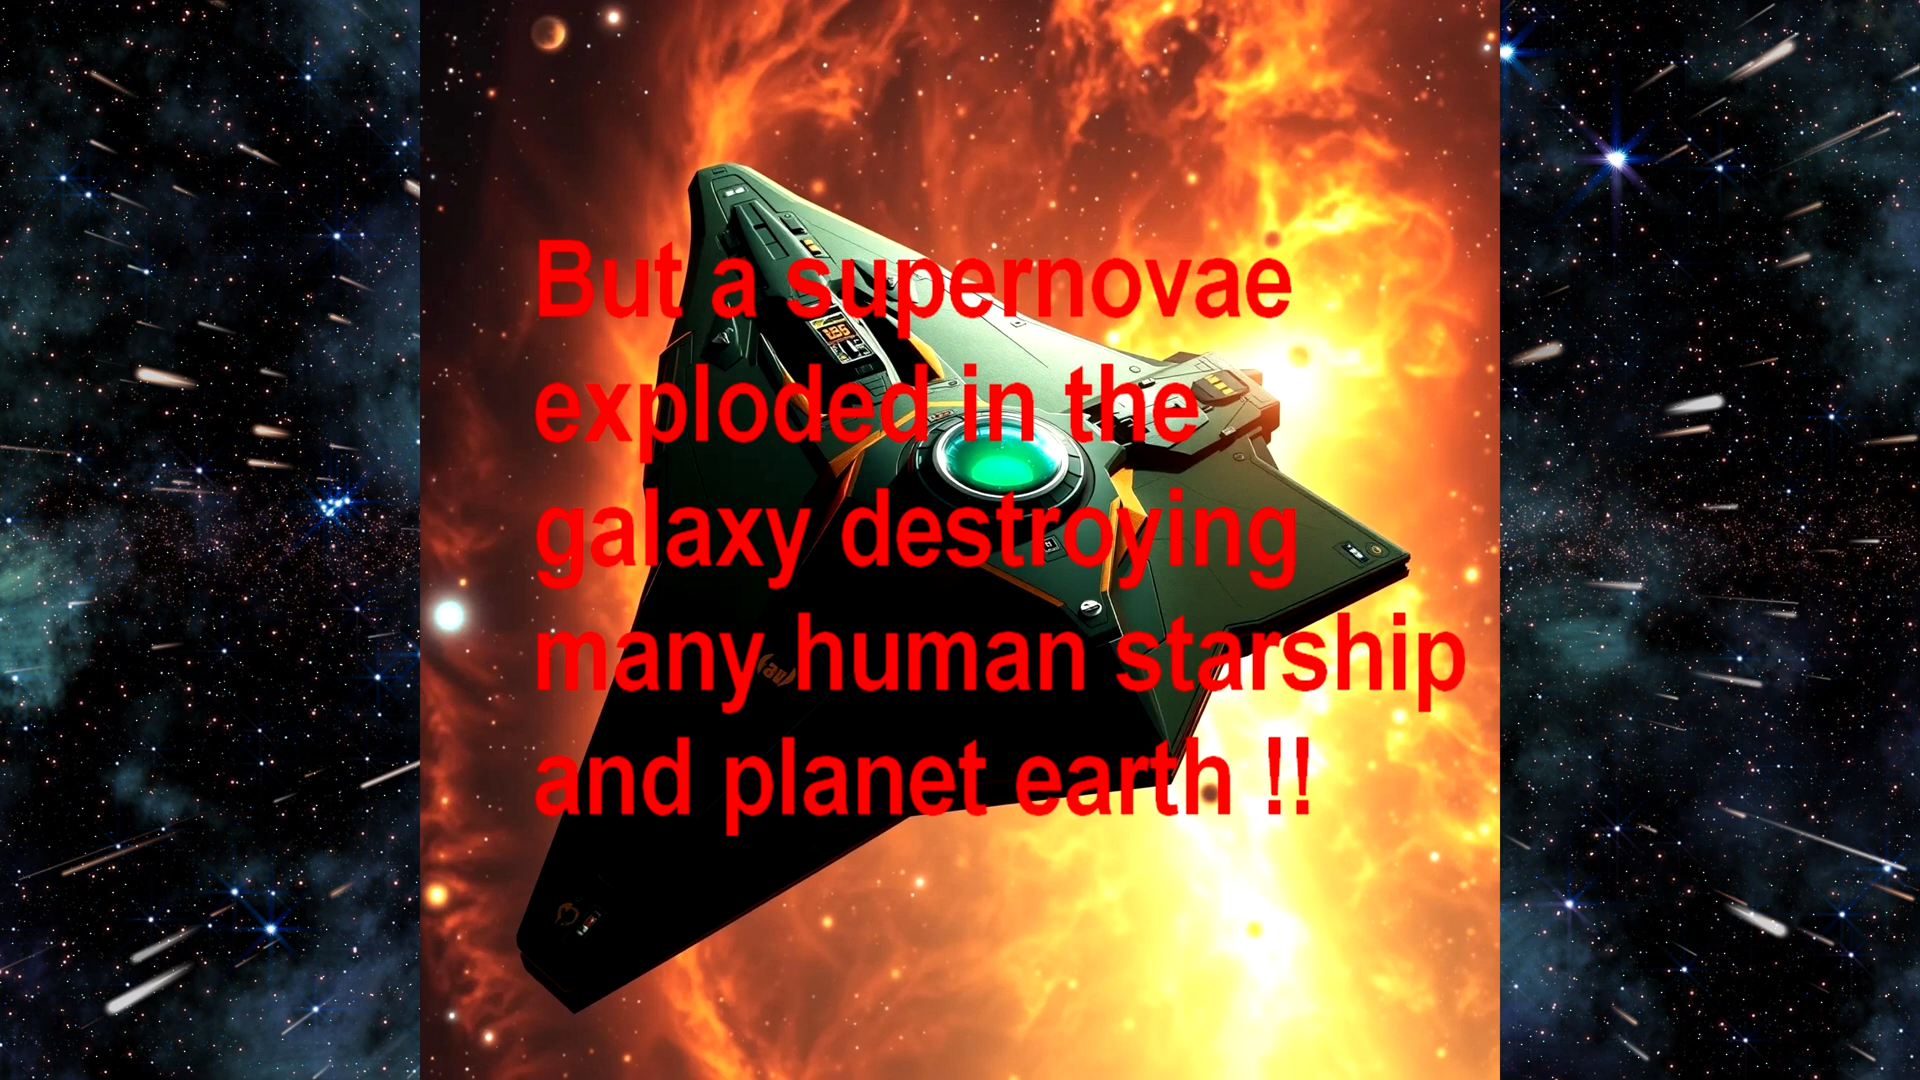 But a supernovae
exploded in the
galaxy destroying
many human starship
and planet earth !!